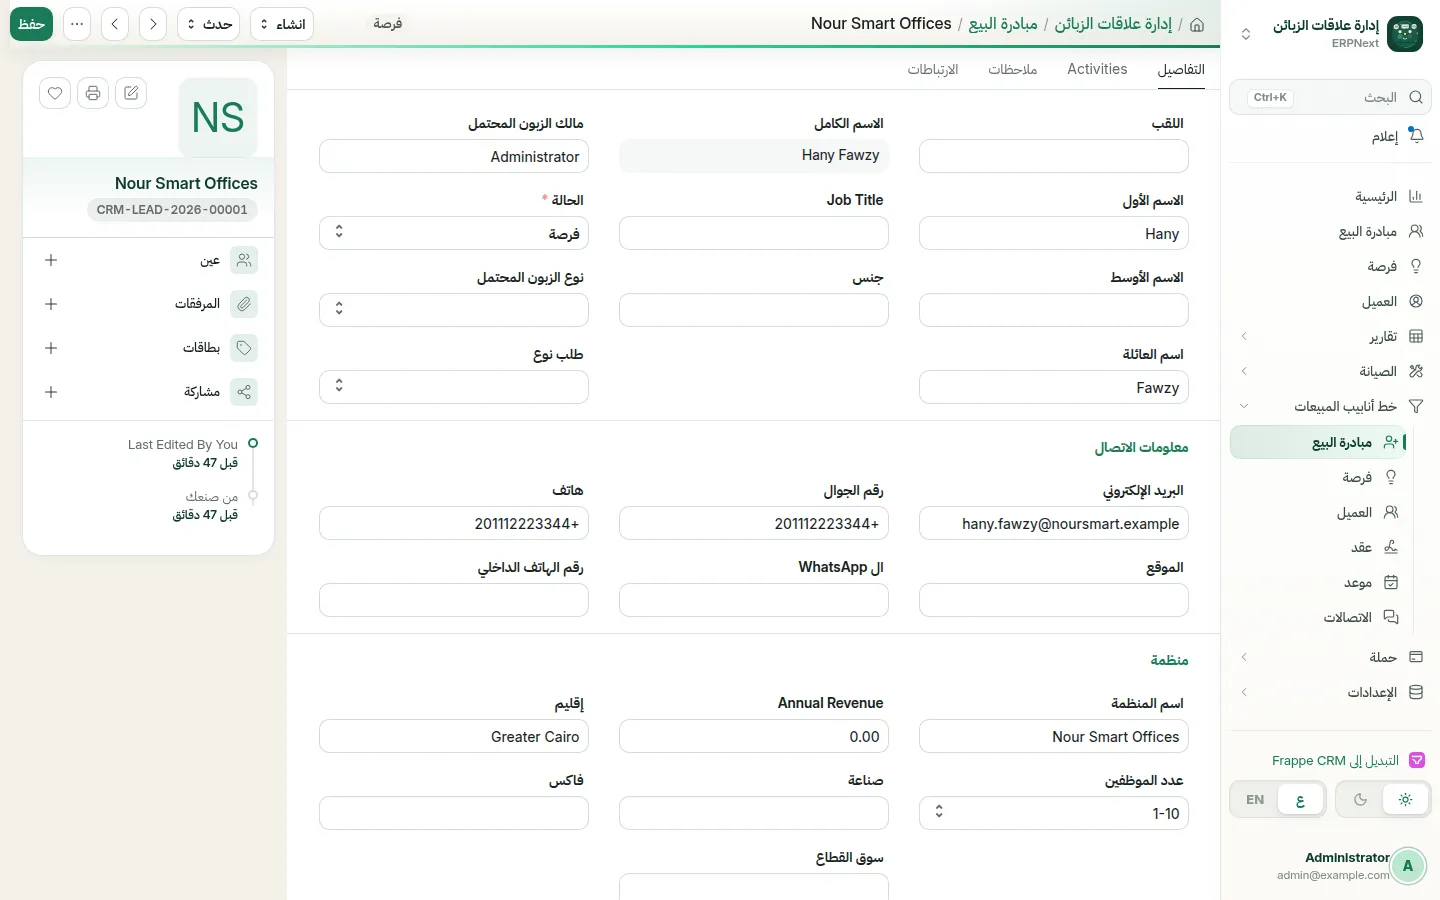 إدارة علاقات الزبائن
ERPNext
البحث
Ctrl+K
إعلام
الرئيسية
مبادرة البيع
فرصة
العميل
تقارير
الصيانة
خط أنابيب المبيعات
مبادرة البيع
فرصة
العميل
عقد
موعد
الاتصالات
حملة
الإعدادات
التبديل إلى Frappe CRM
ع EN
Administrator
admin@example.com
A
إدارة علاقات الزبائن / مبادرة البيع / Nour Smart Offices
فرصة
انشاء
حدث
حفظ
التفاصيل
Activities
ملاحظات
الارتباطات
اللقب
الاسم الكامل
Hany Fawzy
مالك الزبون المحتمل
Administrator
الاسم الأول
Hany
Job Title
الحالة *
فرصة
الاسم الأوسط
جنس
نوع الزبون المحتمل
اسم العائلة
Fawzy
طلب نوع
معلومات الاتصال
البريد الإلكتروني
hany.fawzy@noursmart.example
رقم الجوال
201112223344+
هاتف
201112223344+
الموقع
ال WhatsApp
رقم الهاتف الداخلي
منظمة
اسم المنظمة
Nour Smart Offices
Annual Revenue
0.00
إقليم
Greater Cairo
عدد الموظفين
1-10
صناعة
فاكس
سوق القطاع
NS
Nour Smart Offices
CRM-LEAD-2026-00001
عين
المرفقات
بطاقات
مشاركة
Last Edited By You
قبل 47 دقائق
من صنعك
قبل 47 دقائق